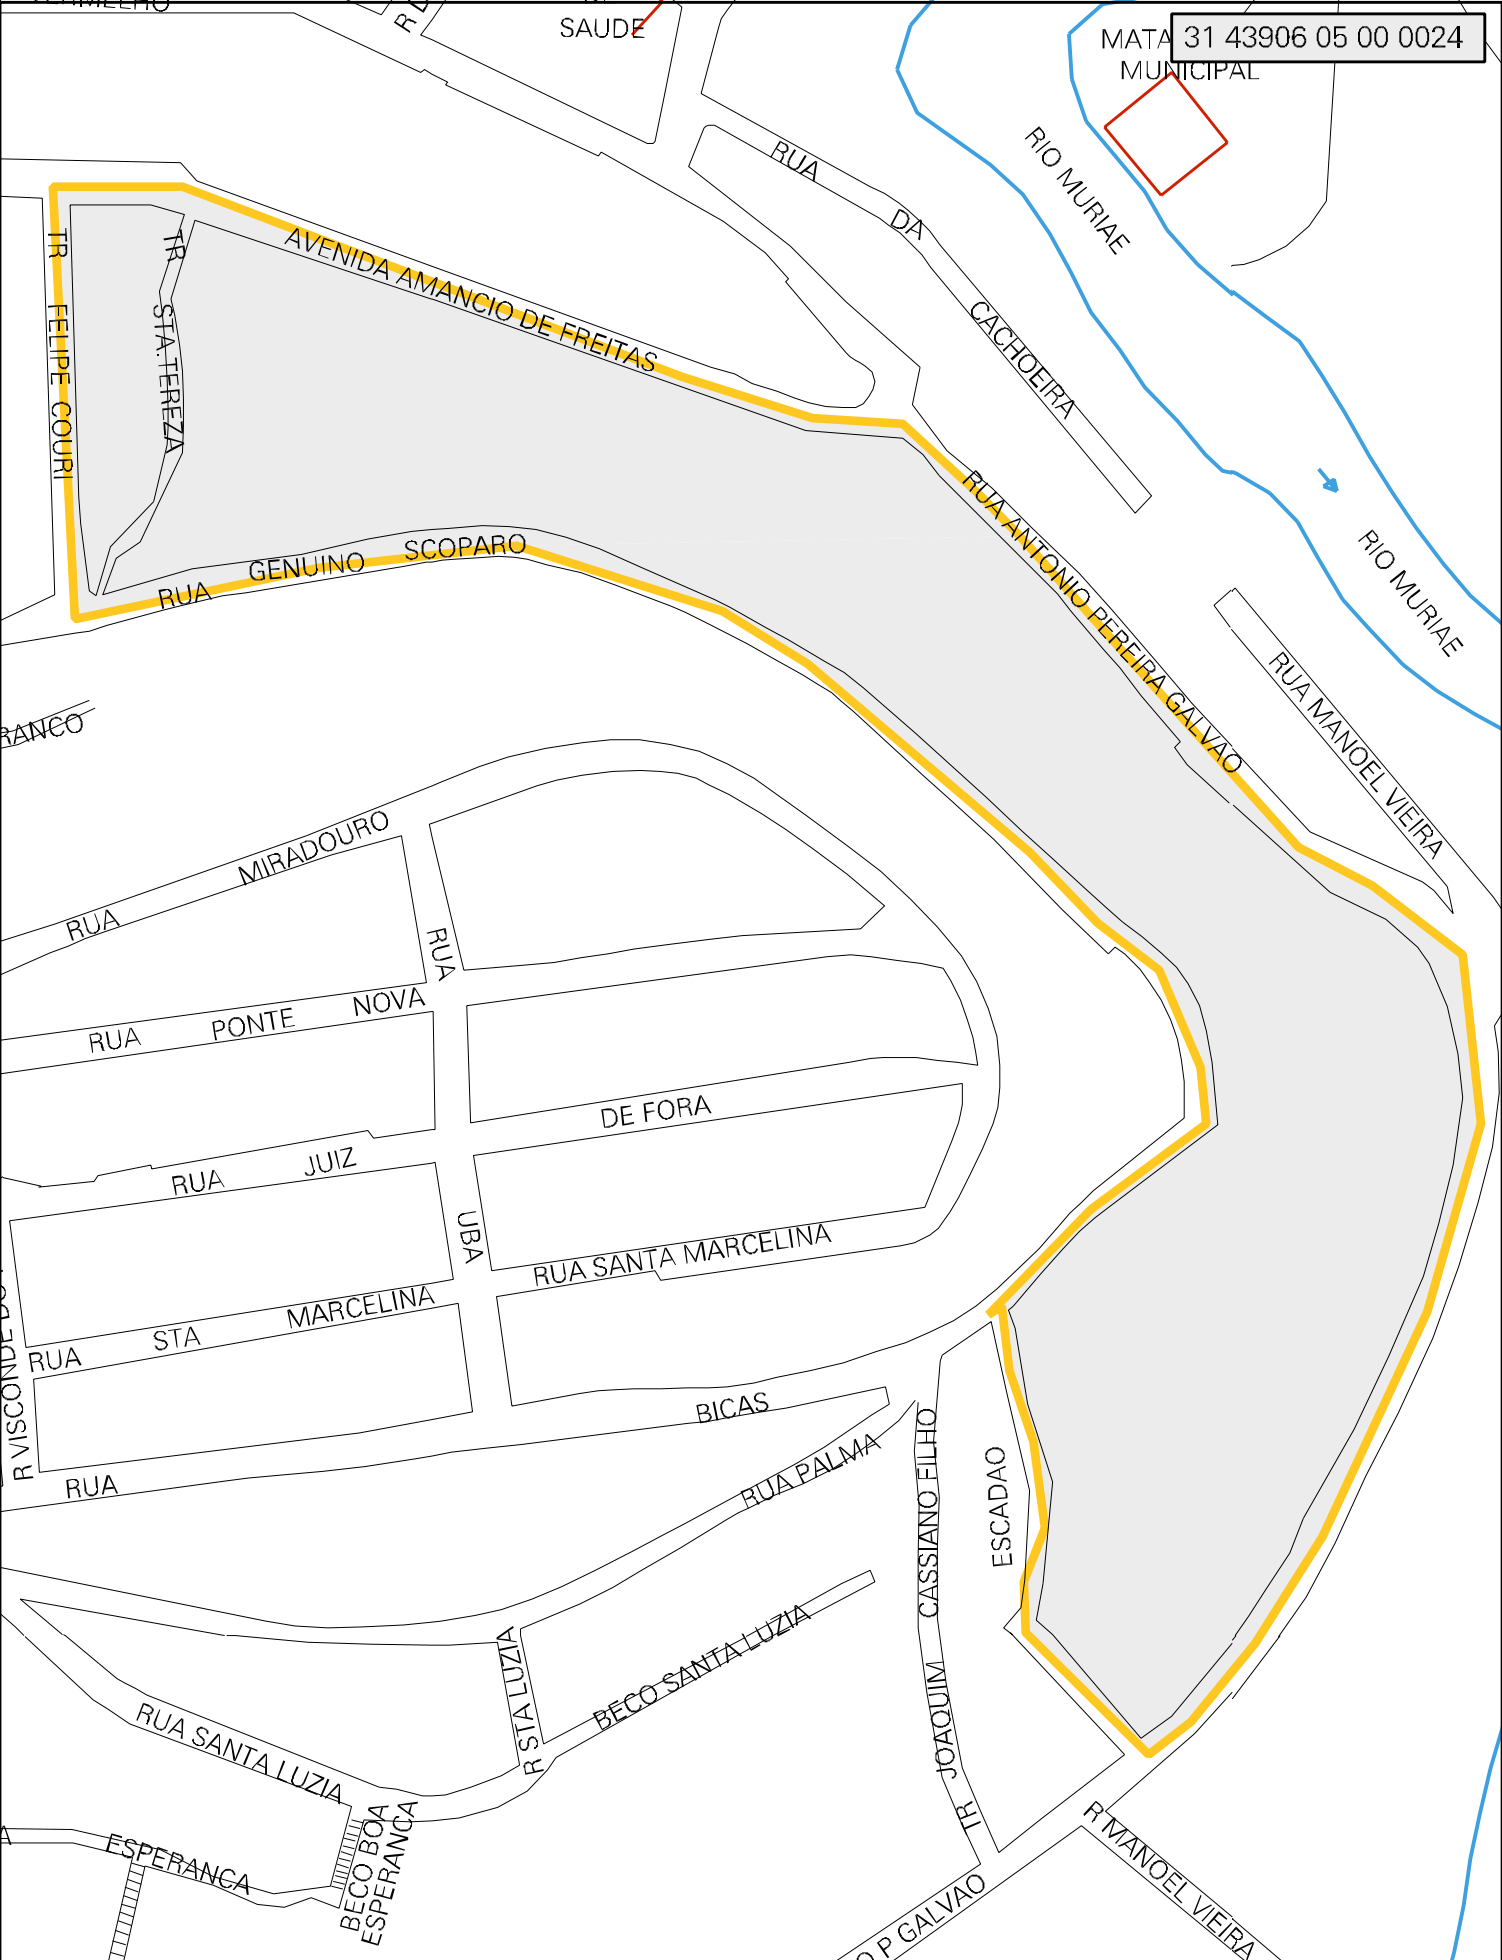 VERMELHO
SAUDE
31 43906 05 00 0024
MATA
MUNICIPAL
RIO MURIAE
RUA DA CACHOEIRA
TR FELIPE COURI
TR STA.TEREZA
AVENIDA AMANCIO DE FREITAS
RUA GENUINO SCOPARO
RUA ANTONIO PEREIRA GALVAO
RIO MURIAE
RUA MANOEL VIEIRA
RANCO
RUA MIRADOURO
RUA UBA
RUA PONTE NOVA
RUA JUIZ DE FORA
RUA SANTA MARCELINA
RUA STA MARCELINA
R VISCONDE DO
RUA BICAS
RUA PALMA
TR JOAQUIM CASSIANO FILHO
ESCADAO
R STA LUZIA
BECO SANTA LUZIA
RUA SANTA LUZIA
BECO BOA
ESPERANCA
ESPERANCA
O P GALVAO
R MANOEL VIEIRA